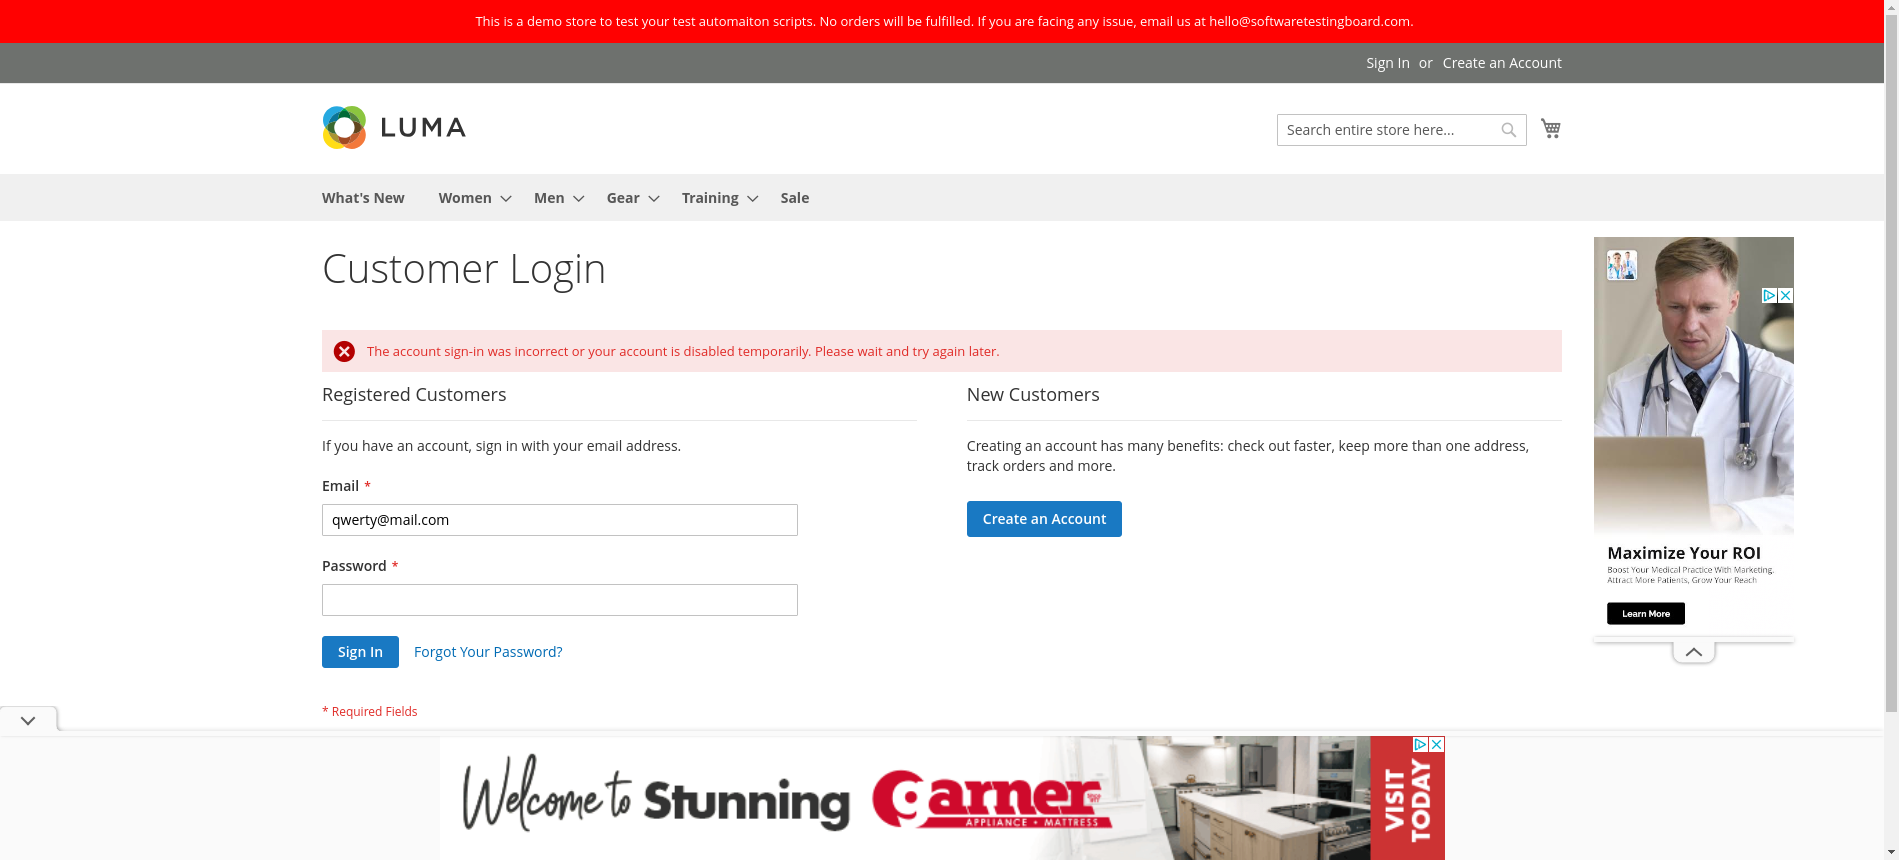 This is a demo store to test your test automaiton scripts. No orders will be fulfilled. If you are facing any issue, email us at hello@softwaretestingboard.com.
Sign In or Create an Account
LUMA
Search entire store here...
What's New Women Men Gear Training Sale
Customer Login
The account sign-in was incorrect or your account is disabled temporarily. Please wait and try again later.
Registered Customers
If you have an account, sign in with your email address.
Email *
qwerty@mail.com
Password *
Sign In Forgot Your Password?
* Required Fields
New Customers
Creating an account has many benefits: check out faster, keep more than one address,
track orders and more.
Create an Account
Maximize Your ROI
Boost Your Medical Practice With Marketing.
Attract More Patients, Grow Your Reach
Learn More
Welcome to Stunning
Garner
APPLIANCE • MATTRESS
VISIT
TODAY